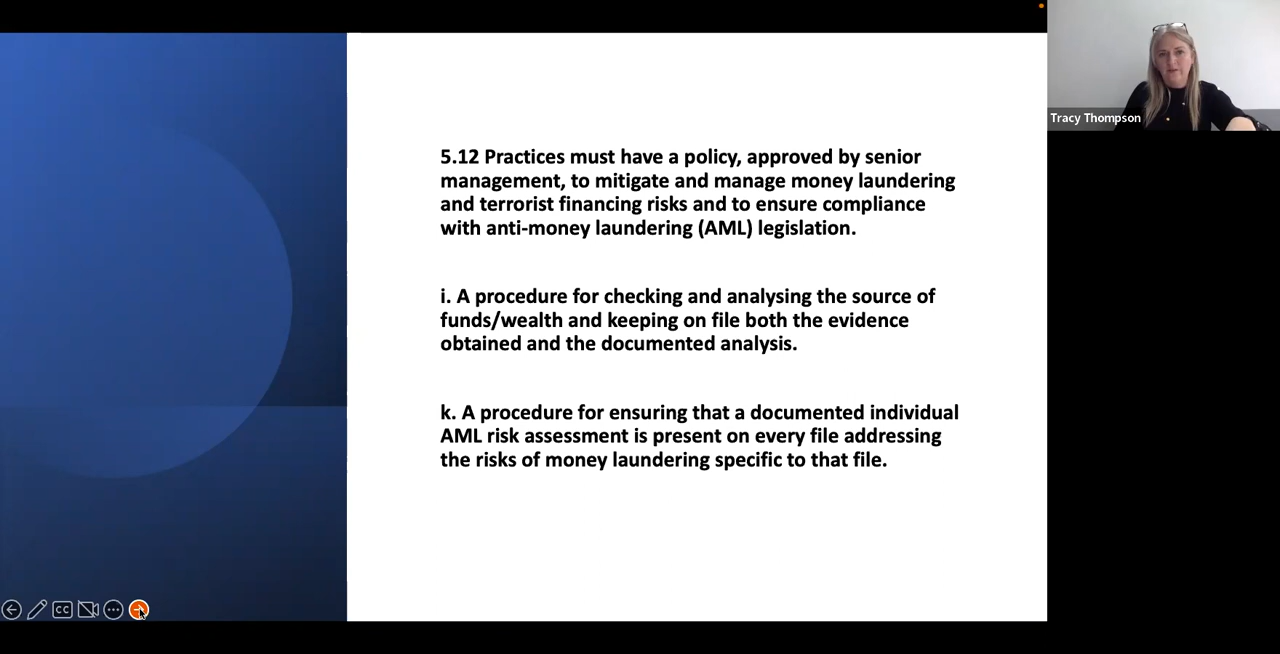 5.12 Practices must have a policy, approved by senior
management, to mitigate and manage money laundering
and terrorist financing risks and to ensure compliance
with anti-money laundering (AML) legislation.
i. A procedure for checking and analysing the source of
funds/wealth and keeping on file both the evidence
obtained and the documented analysis.
k. A procedure for ensuring that a documented individual
AML risk assessment is present on every file addressing
the risks of money laundering specific to that file.
Tracy Thompson
CC